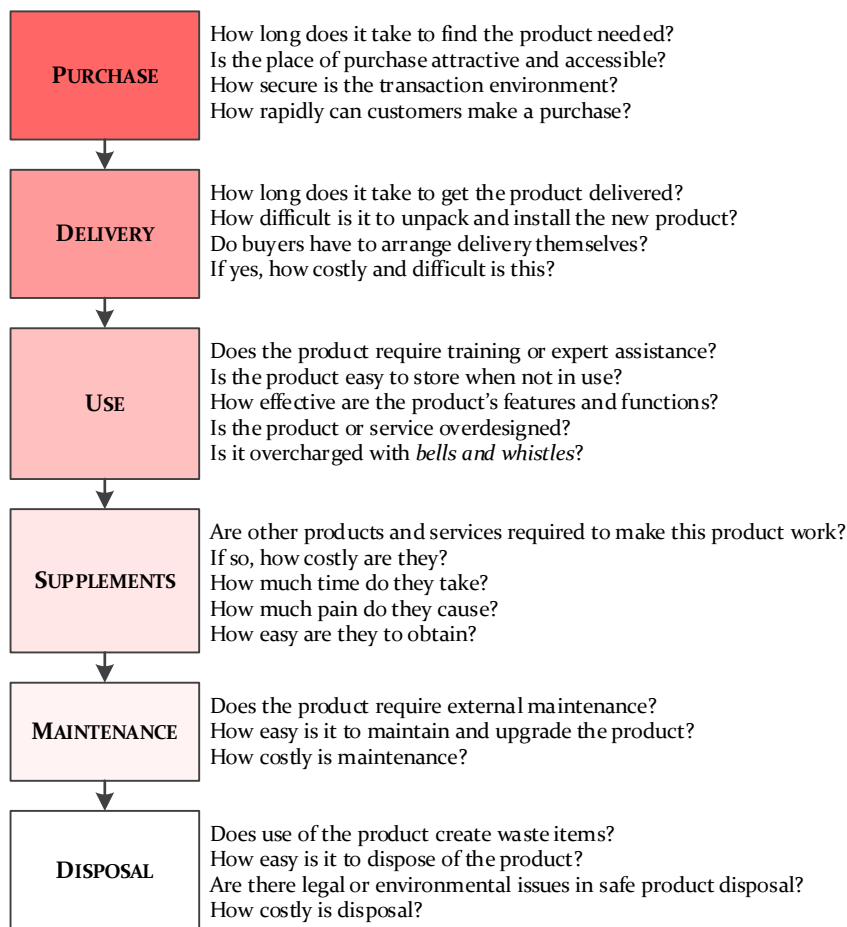 PURCHASE
How long does it take to find the product needed?
Is the place of purchase attractive and accessible?
How secure is the transaction environment?
How rapidly can customers make a purchase?
DELIVERY
How long does it take to get the product delivered?
How difficult is it to unpack and install the new product?
Do buyers have to arrange delivery themselves?
If yes, how costly and difficult is this?
USE
Does the product require training or expert assistance?
Is the product easy to store when not in use?
How effective are the product’s features and functions?
Is the product or service overdesigned?
Is it overcharged with bells and whistles?
SUPPLEMENTS
Are other products and services required to make this product work?
If so, how costly are they?
How much time do they take?
How much pain do they cause?
How easy are they to obtain?
MAINTENANCE
Does the product require external maintenance?
How easy is it to maintain and upgrade the product?
How costly is maintenance?
DISPOSAL
Does use of the product create waste items?
How easy is it to dispose of the product?
Are there legal or environmental issues in safe product disposal?
How costly is disposal?